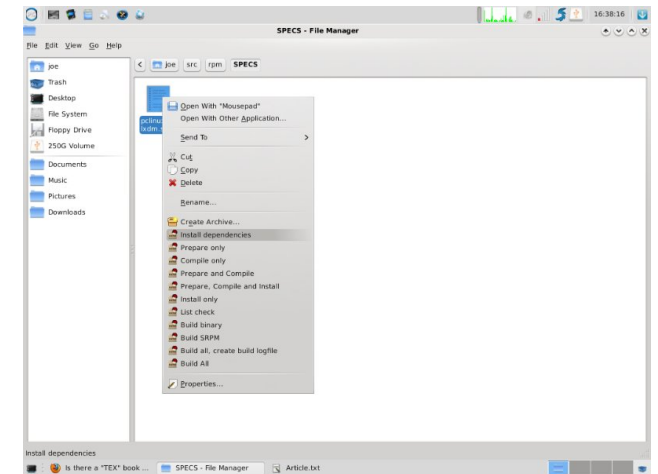 16:38:16
SPECS - File Manager
File Edit View Go Help
joe
Trash
Desktop
File System
Floppy Drive
250G Volume
Documents
Music
Pictures
Downloads
joe src rpm SPECS
Open With "Mousepad"
Open With Other Application...
Send To
Cut
Copy
Delete
Rename...
Create Archive...
Install dependencies
Prepare only
Compile only
Prepare and Compile
Prepare, Compile and Install
Install only
List check
Build binary
Build SRPM
Build all, create build logfile
Build All
Properties...
Install dependencies
Is there a "TEX" book ...
SPECS - File Manager
Article.txt